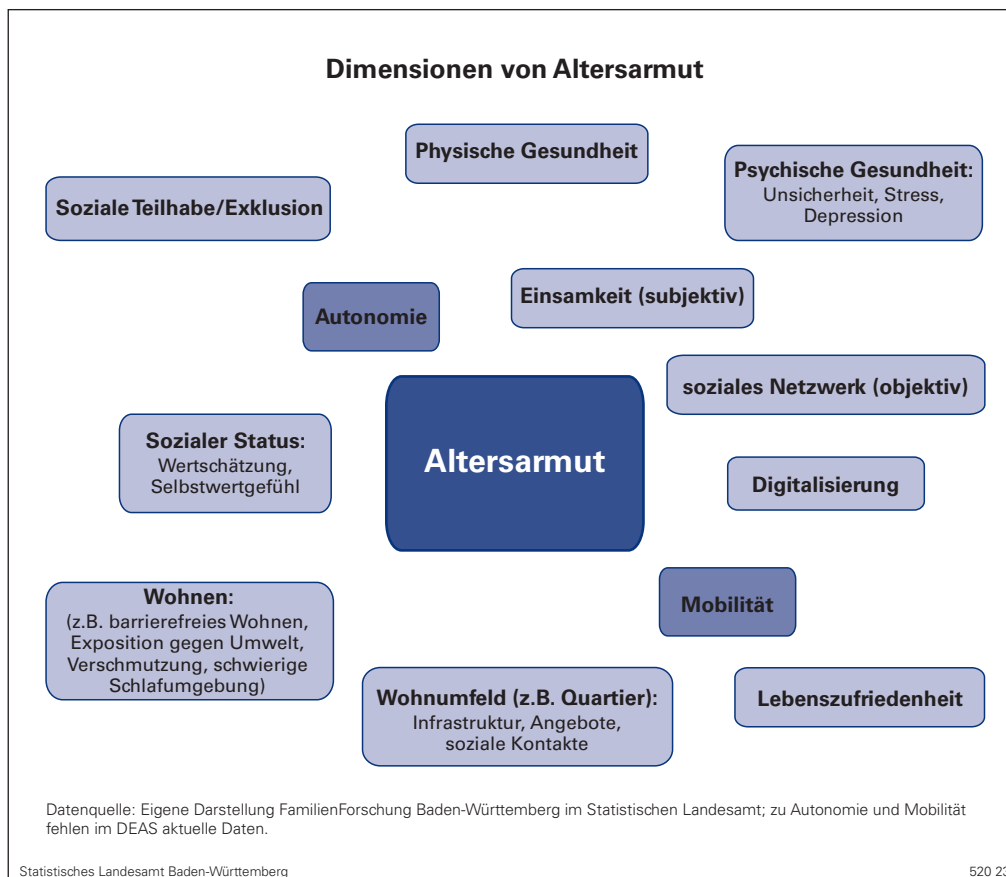 Dimensionen von Altersarmut
Physische Gesundheit
Psychische Gesundheit:
Unsicherheit, Stress,
Depression
Soziale Teilhabe/Exklusion
Einsamkeit (subjektiv)
Autonomie
soziales Netzwerk (objektiv)
Altersarmut
Sozialer Status:
Wertschätzung,
Selbstwertgefühl
Digitalisierung
Mobilität
Wohnen:
(z.B. barrierefreies Wohnen,
Exposition gegen Umwelt,
Verschmutzung, schwierige
Schlafumgebung)
Wohnumfeld (z.B. Quartier):
Infrastruktur, Angebote,
soziale Kontakte
Lebenszufriedenheit
Datenquelle: Eigene Darstellung FamilienForschung Baden-Württemberg im Statistischen Landesamt; zu Autonomie und Mobilität
fehlen im DEAS aktuelle Daten.
Statistisches Landesamt Baden-Württemberg
520 23